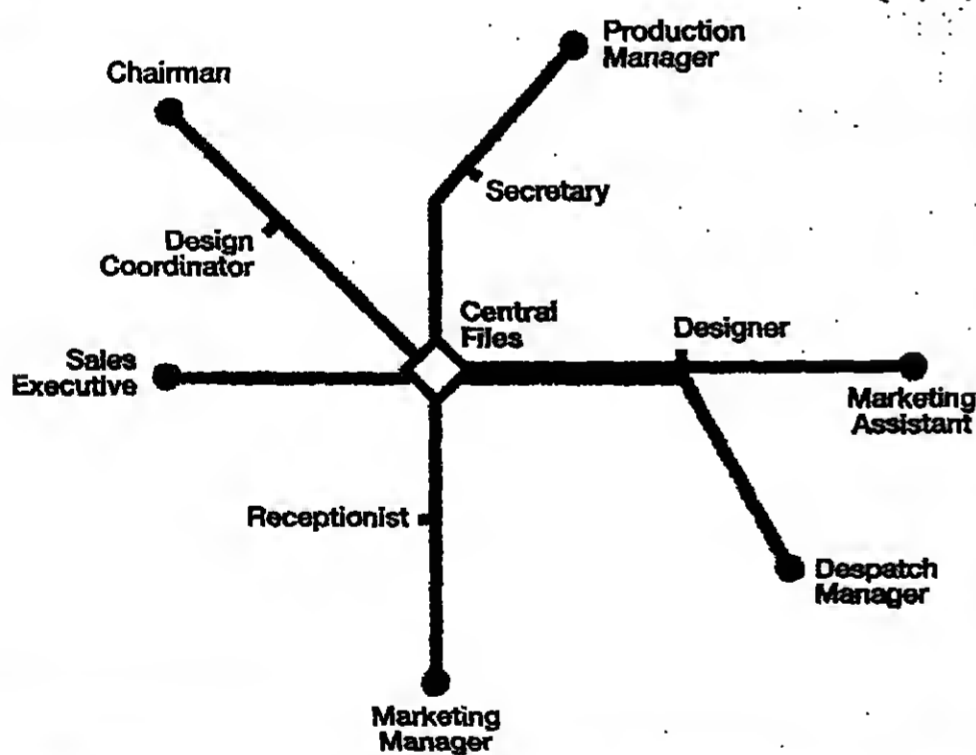 Production
Manager
Chairman
Secretary
Design
Coordinator
Central
Files
Designer
Sales
Executive
Marketing
Assistant
Receptionist
Despatch
Manager
Marketing
Manager